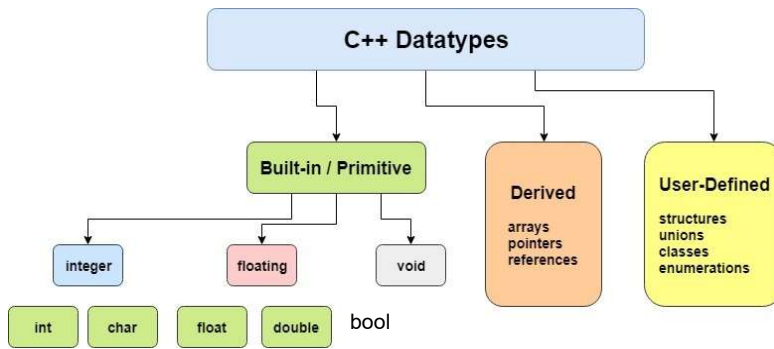 C++ Datatypes
Built-in / Primitive
Derived
arrays
pointers
references
User-Defined
structures
unions
classes
enumerations
integer
floating
void
int
char
float
double
bool